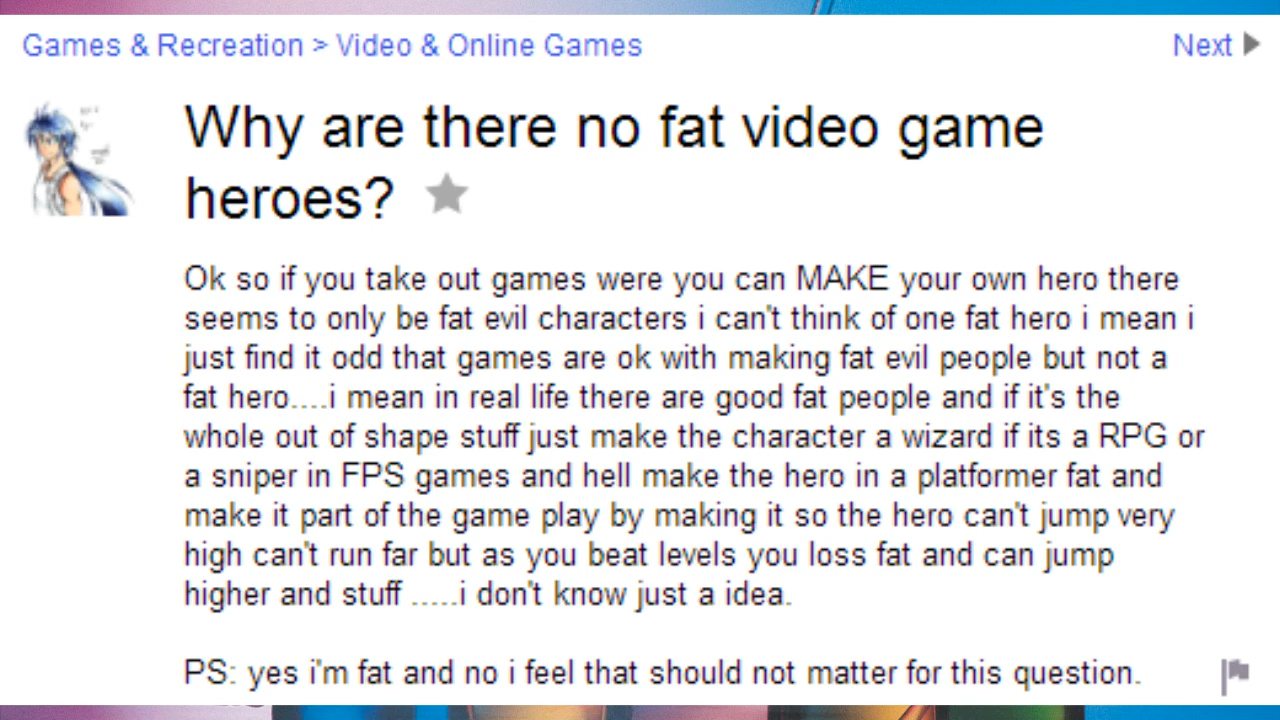 Games & Recreation > Video & Online Games
Next
Why are there no fat video game
heroes?
Ok so if you take out games were you can MAKE your own hero there
seems to only be fat evil characters i can't think of one fat hero i mean i
just find it odd that games are ok with making fat evil people but not a
fat hero....i mean in real life there are good fat people and if it's the
whole out of shape stuff just make the character a wizard if its a RPG or
a sniper in FPS games and hell make the hero in a platformer fat and
make it part of the game play by making it so the hero can't jump very
high can't run far but as you beat levels you loss fat and can jump
higher and stuff .....i don't know just a idea.
PS: yes i'm fat and no i feel that should not matter for this question.